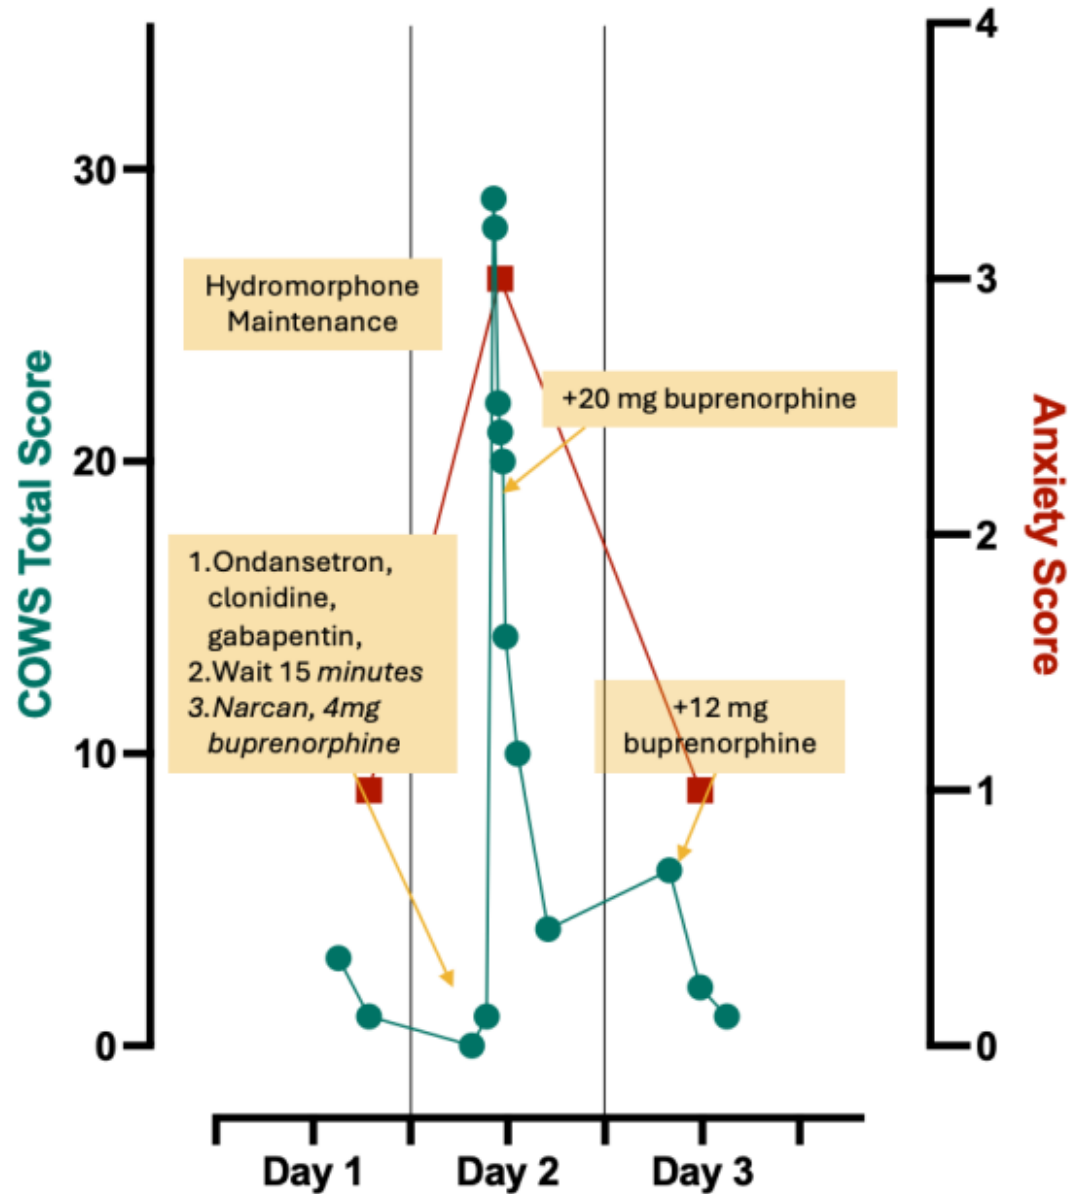 COWS Total Score
30
20
10
0
Hydromorphone
Maintenance
1.Ondansetron,
clonidine,
gabapentin,
2.Wait 15 minutes
3.Narcan, 4mg
buprenorphine
+20 mg buprenorphine
+12 mg
buprenorphine
4
3
2
1
0
Anxiety Score
Day 1
Day 2
Day 3